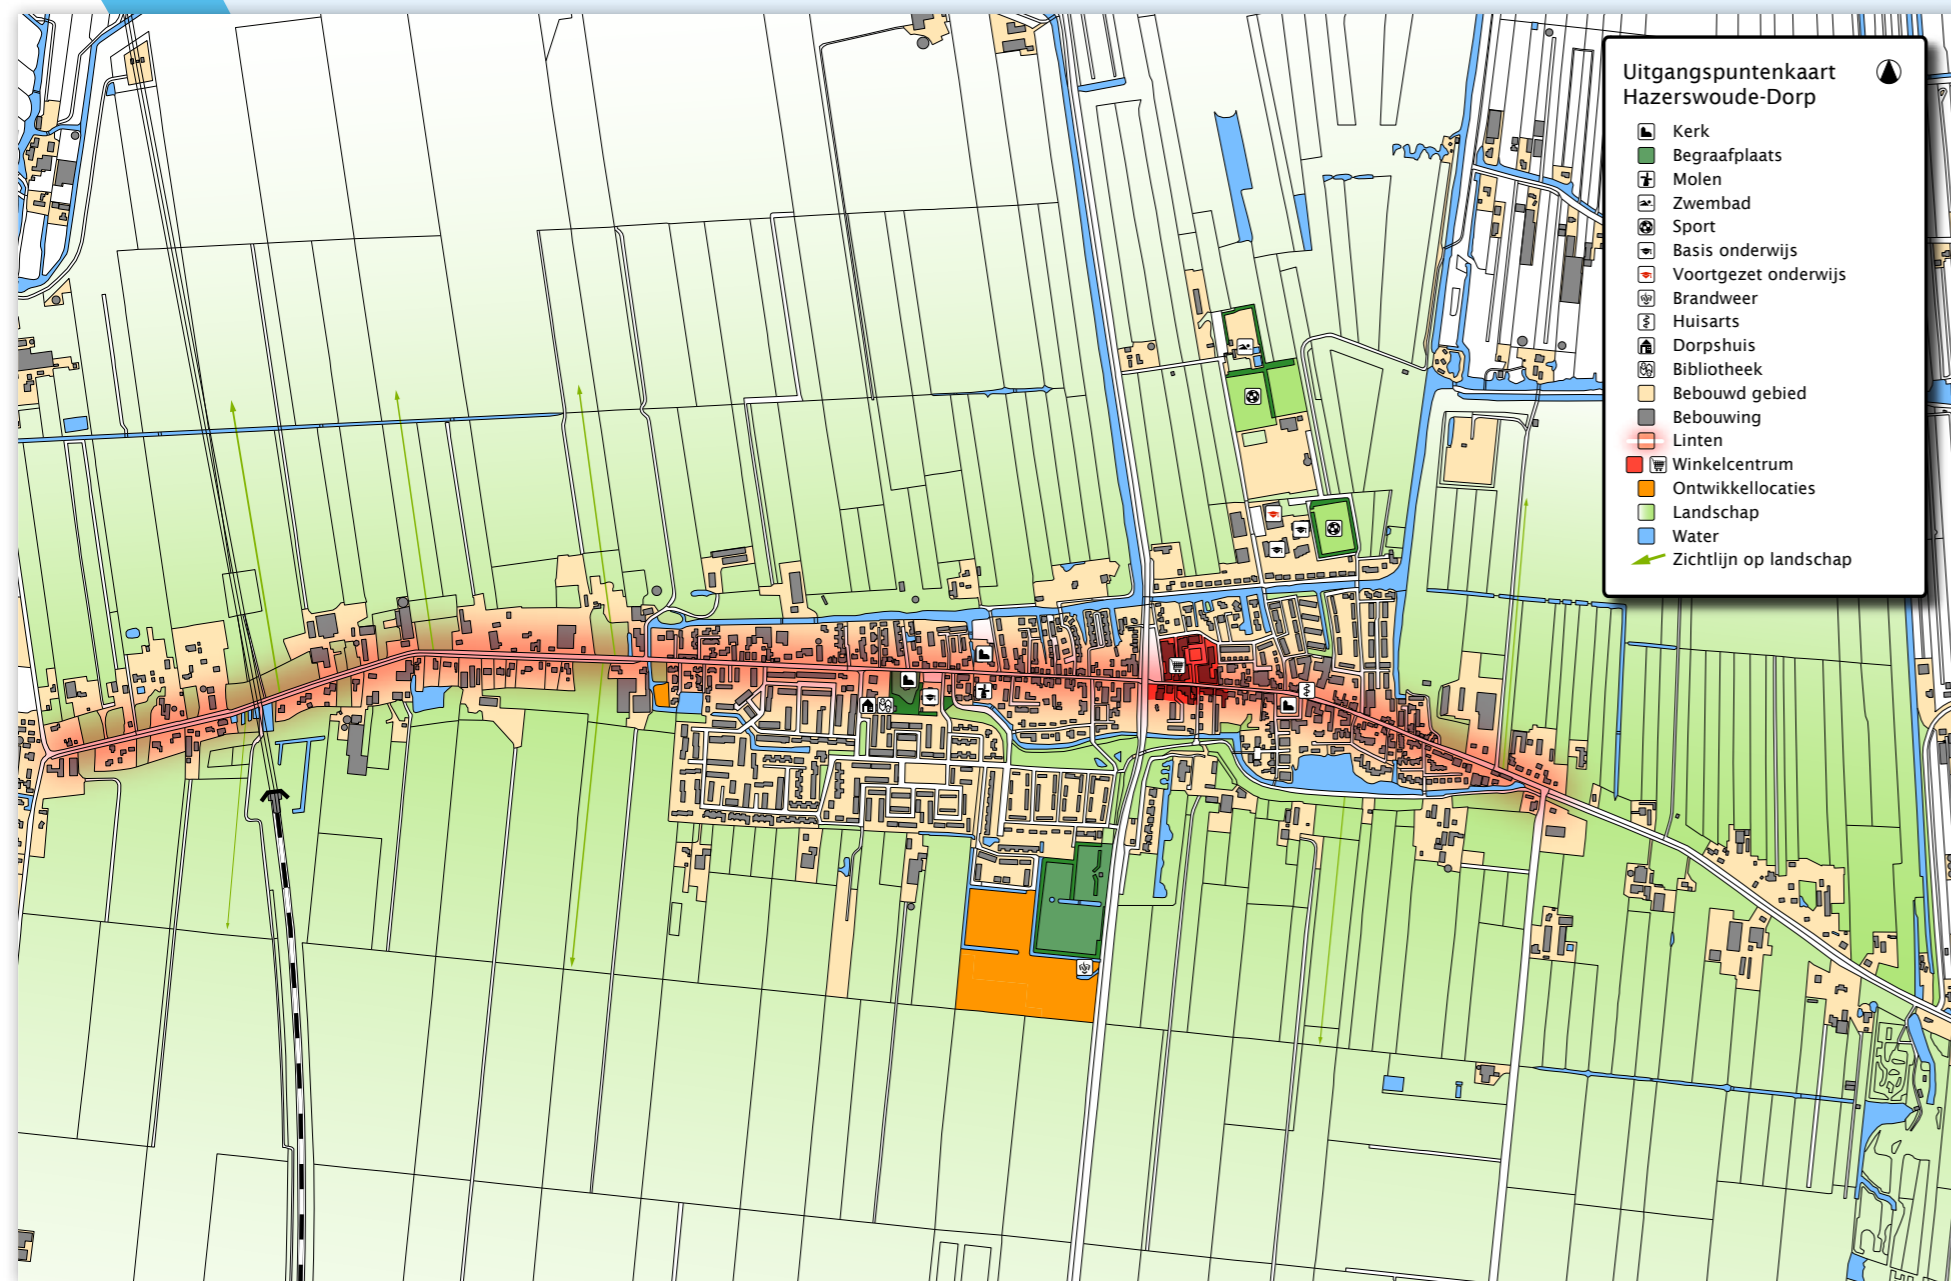 Uitgangspuntenkaart
Hazerswoude-Dorp
Kerk
Begraafplaats
Molen
Zwembad
Sport
Basis onderwijs
Voortgezet onderwijs
Brandweer
Huisarts
Dorpshuis
Bibliotheek
Bebouwd gebied
Bebouwing
Linten
Winkelcentrum
Ontwikkellocaties
Landschap
Water
Zichtlijn op landschap